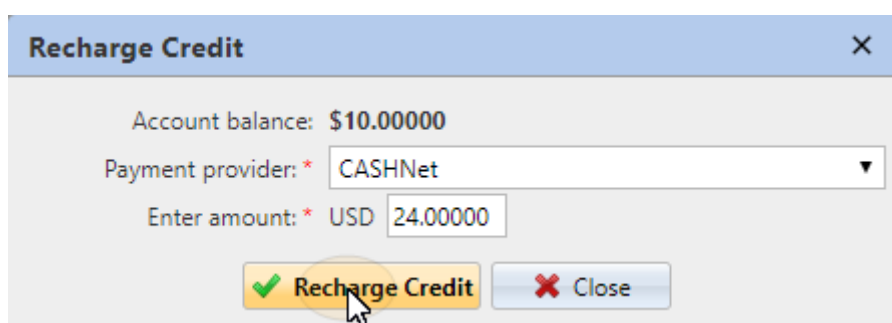 Recharge Credit ×
Account balance: $10.00000
Payment provider: * CASHNet ▼
Enter amount: * USD 24.00000
Recharge Credit Close